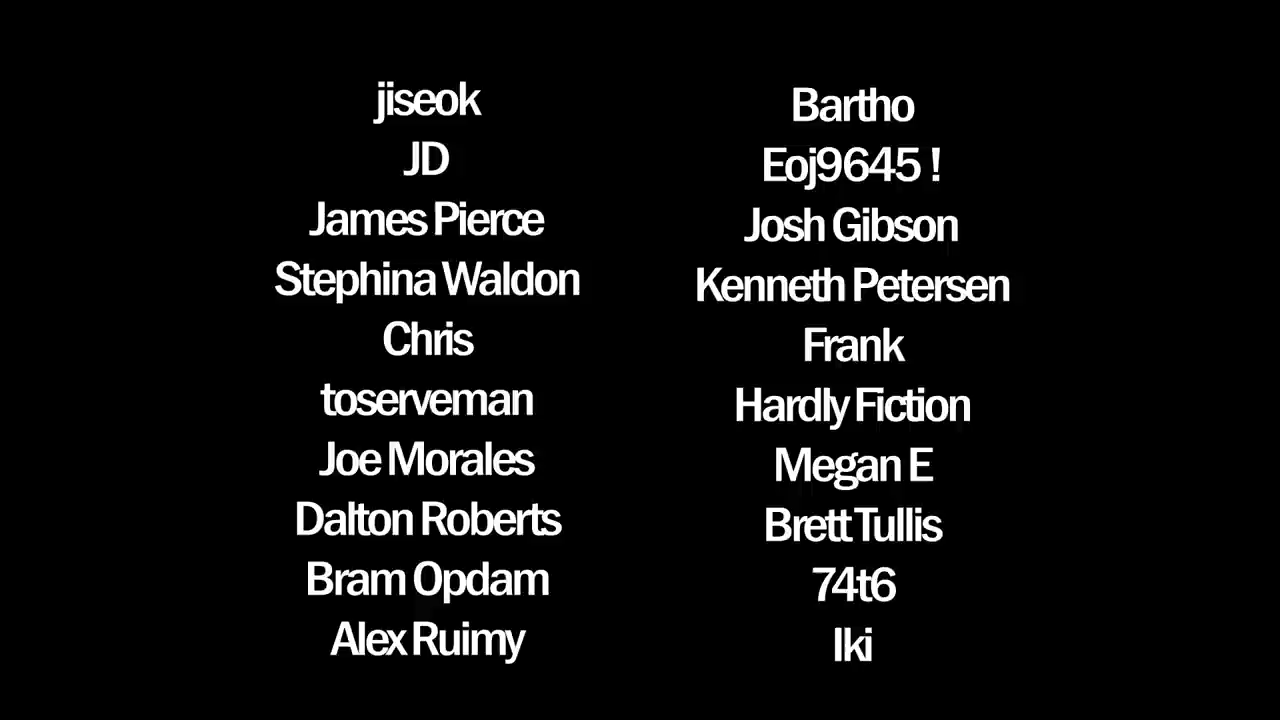 jiseok
JD
James Pierce
Stephina Waldon
Chris
toserveman
Joe Morales
Dalton Roberts
Bram Opdam
Alex Ruimy
Bartho
Eoj9645 !
Josh Gibson
Kenneth Petersen
Frank
Hardly Fiction
Megan E
Brett Tullis
74t6
Iki